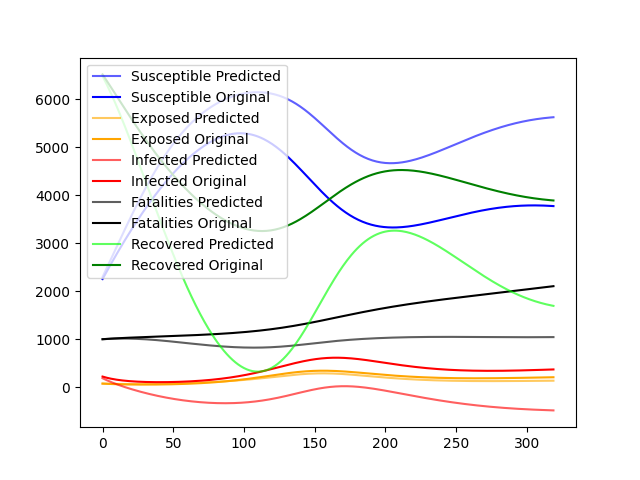 6000
5000
4000
3000
2000
1000
0
Susceptible Predicted
Susceptible Original
Exposed Predicted
Exposed Original
Infected Predicted
Infected Original
Fatalities Predicted
Fatalities Original
Recovered Predicted
Recovered Original
0 50 100 150 200 250 300